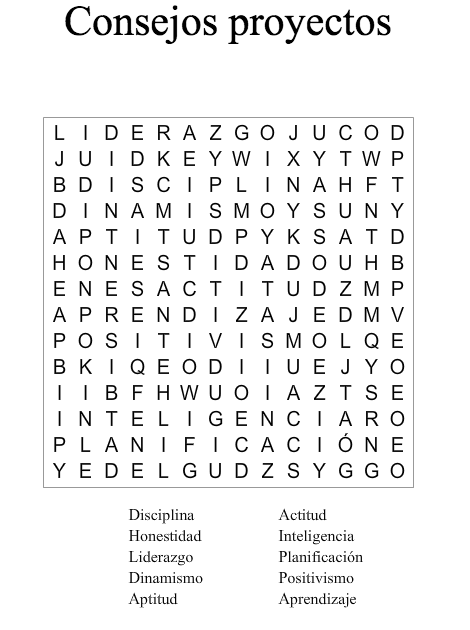 Consejos proyectos
L I D E R A Z G O J U C O D
J U I D K E Y W I X Y T W P
B D I S C I P L I N A H F T
D I N A M I S M O Y S U N Y
A P T I T U D P Y K S A T D
H O N E S T I D A D O U H B
E N E S A C T I T U D Z M P
A P R E N D I Z A J E D M V
P O S I T I V I S M O L Q E
B K I Q E O D I I U E J Y O
I I B F H W U O I A Z T S E
I N T E L I G E N C I A R O
P L A N I F I C A C I Ó N E
Y E D E L G U D Z S Y G G O
Disciplina Actitud
Honestidad Inteligencia
Liderazgo Planificación
Dinamismo Positivismo
Aptitud Aprendizaje